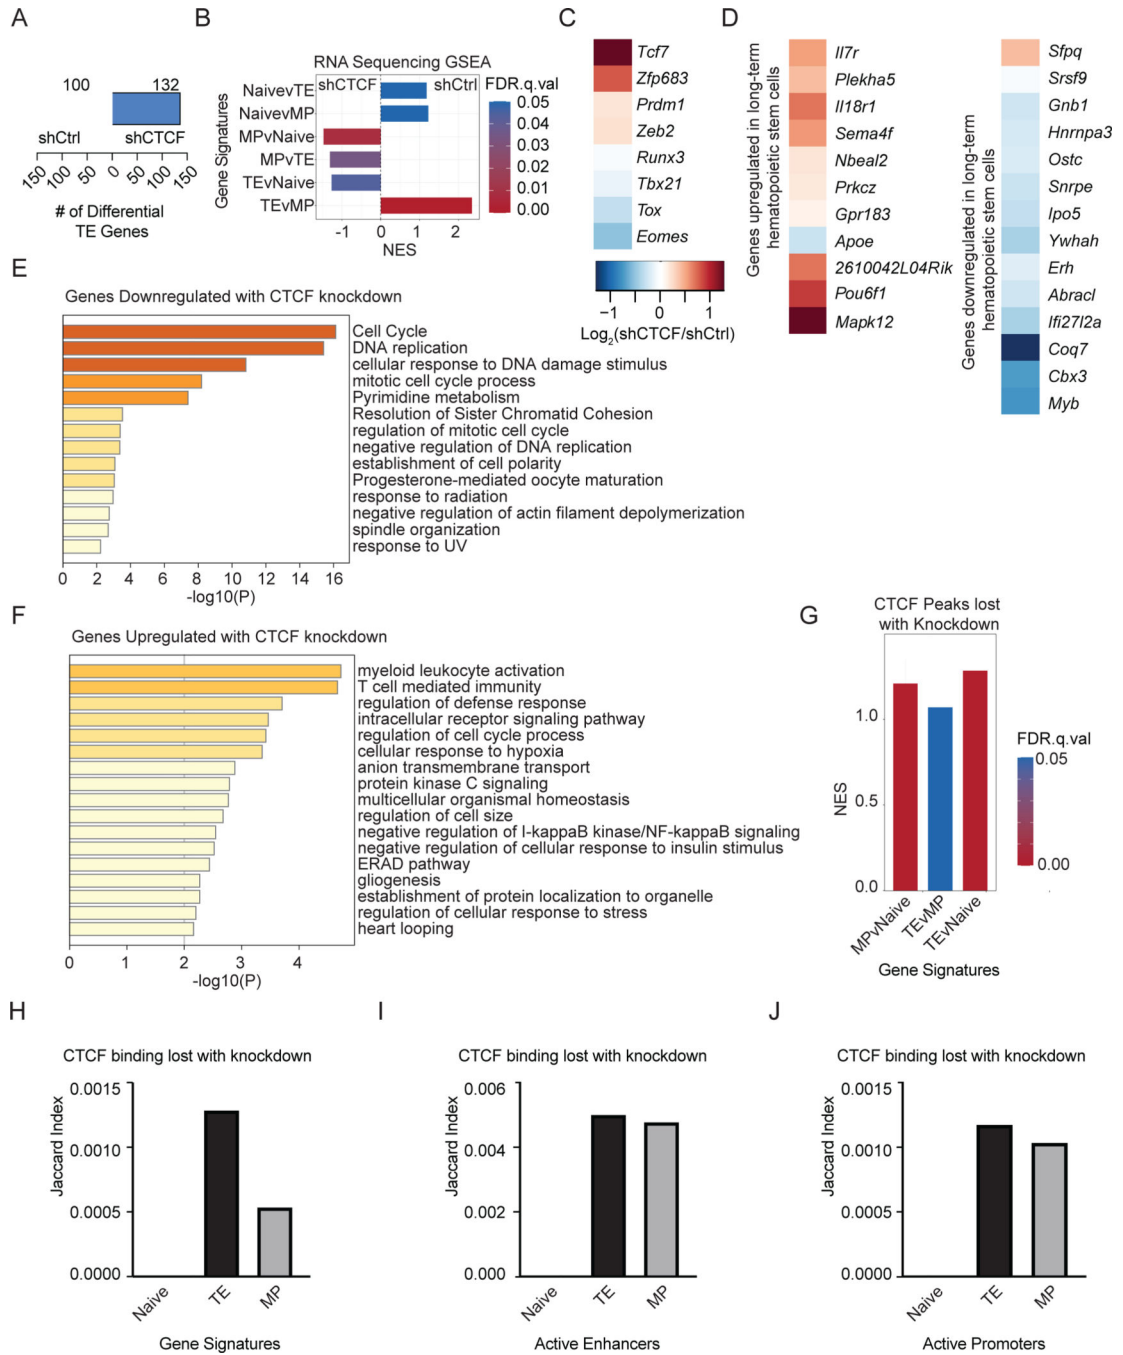 A
100
132
shCtrl
shCTCF
150
100
50
0
50
100
150
# of Differential
TE Genes
B
RNA Sequencing GSEA
shCTCF
shCtrl
Gene Signatures
NaivevTE
NaivevMP
MPvNaive
MPvTE
TEvNaive
TEvMP
-1
0
1
2
NES
FDR.q.val
0.05
0.04
0.03
0.02
0.01
0.00
C
Tcf7
Zfp683
Prdm1
Zeb2
Runx3
Tbx21
Tox
Eomes
-1
0
1
Log2(shCTCF/shCtrl)
D
Genes upregulated in long-term
hematopoietic stem cells
Il7r
Plekha5
Il18r1
Sema4f
Nbeal2
Prkcz
Gpr183
Apoe
2610042L04Rik
Pou6f1
Mapk12
Genes downregulated in long-term
hematopoietic stem cells
Sfpq
Srsf9
Gnb1
Hnrnpa3
Ostc
Snrpe
Ipo5
Ywhah
Erh
Abracl
Ifi27l2a
Coq7
Cbx3
Myb
E
Genes Downregulated with CTCF knockdown
Cell Cycle
DNA replication
cellular response to DNA damage stimulus
mitotic cell cycle process
Pyrimidine metabolism
Resolution of Sister Chromatid Cohesion
regulation of mitotic cell cycle
negative regulation of DNA replication
establishment of cell polarity
Progesterone-mediated oocyte maturation
response to radiation
negative regulation of actin filament depolymerization
spindle organization
response to UV
0 2 4 6 8 10 12 14 16
-log10(P)
F
Genes Upregulated with CTCF knockdown
myeloid leukocyte activation
T cell mediated immunity
regulation of defense response
intracellular receptor signaling pathway
regulation of cell cycle process
cellular response to hypoxia
anion transmembrane transport
protein kinase C signaling
multicellular organismal homeostasis
regulation of cell size
negative regulation of I-kappaB kinase/NF-kappaB signaling
negative regulation of cellular response to insulin stimulus
ERAD pathway
gliogenesis
establishment of protein localization to organelle
regulation of cellular response to stress
heart looping
0 1 2 3 4
-log10(P)
G
CTCF Peaks lost
with Knockdown
NES
1.0
0.5
0.0
MPvNaive
TEvMP
TEvNaive
Gene Signatures
FDR.q.val
0.05
0.00
H
CTCF binding lost with knockdown
Jaccard Index
0.0015
0.0010
0.0005
0.0000
Naive
TE
MP
Gene Signatures
I
CTCF binding lost with knockdown
Jaccard Index
0.006
0.004
0.002
0.000
Naive
TE
MP
Active Enhancers
J
CTCF binding lost with knockdown
Jaccard Index
0.0015
0.0010
0.0005
0.0000
Naive
TE
MP
Active Promoters